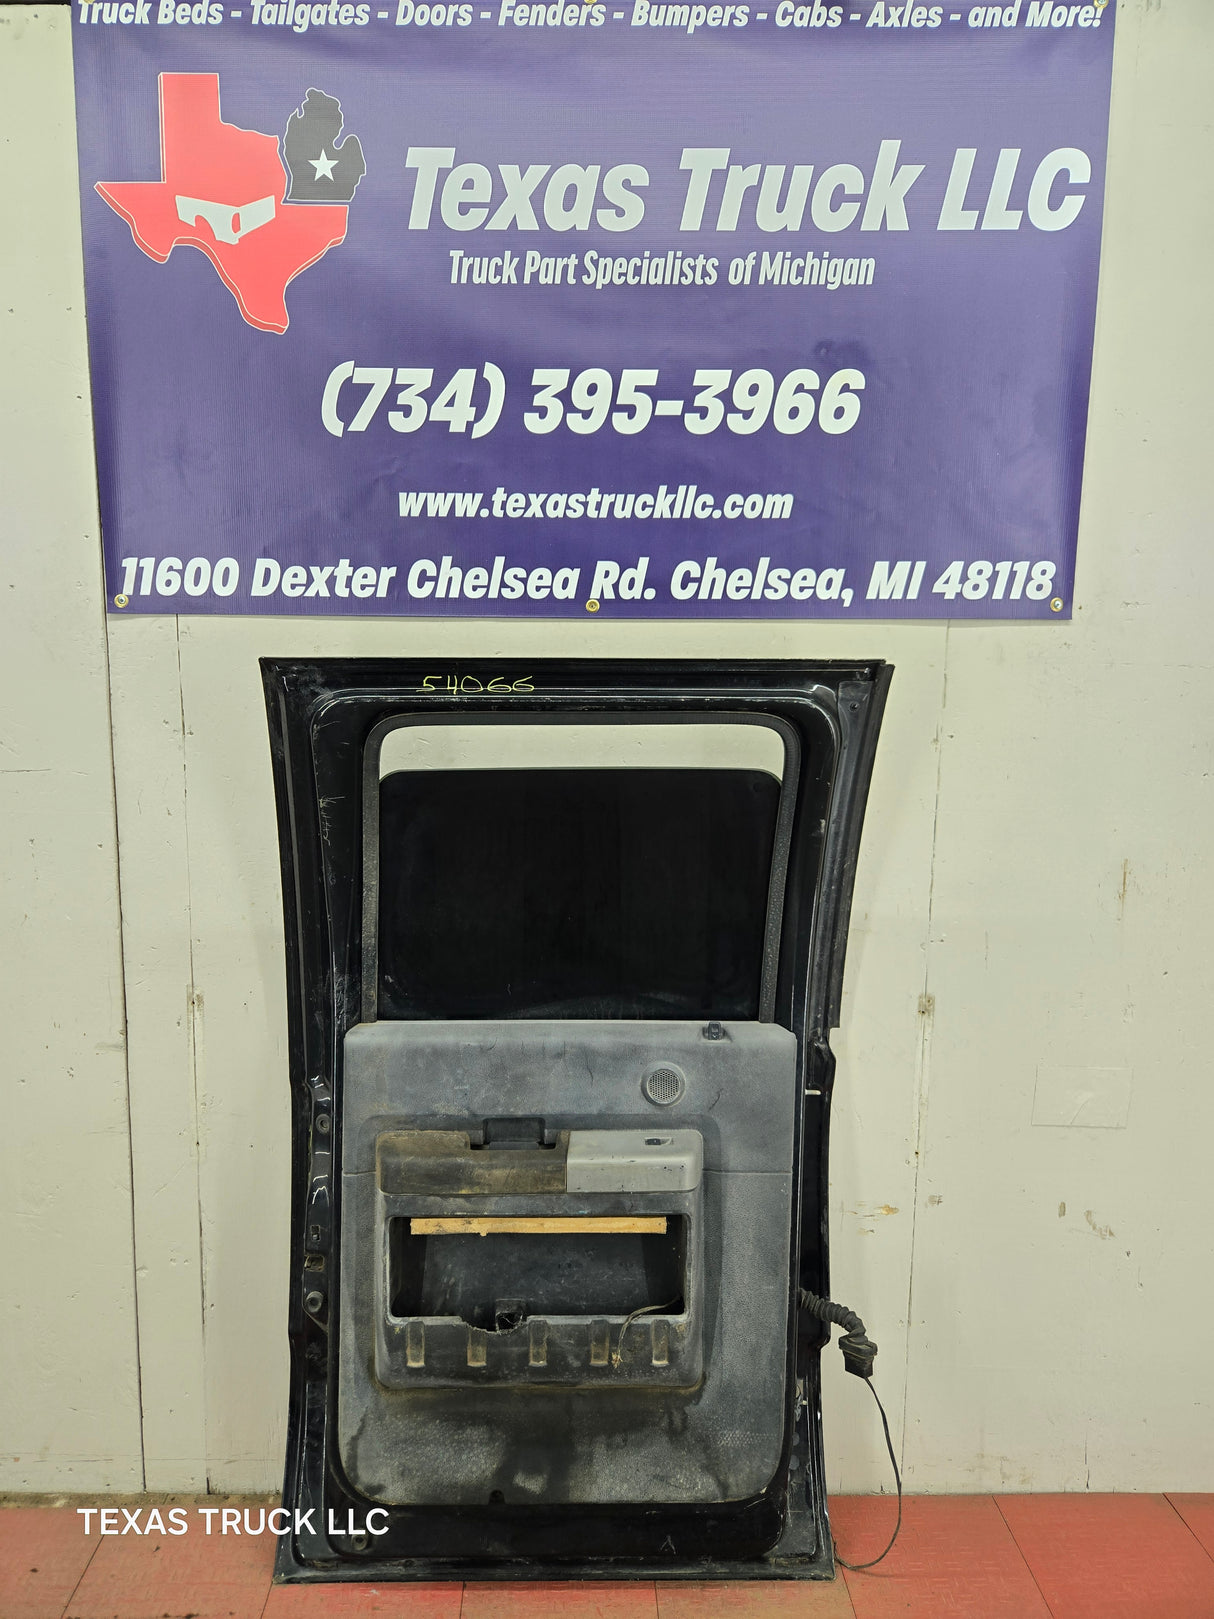 Truck Beds - Tailgates - Doors - Fenders - Bumpers - Cabs - Axles - and More!
Texas Truck LLC
Truck Part Specialists of Michigan
(734) 395-3966
www.texastruckllc.com
11600 Dexter Chelsea Rd. Chelsea, MI 48118
54066
TEXAS TRUCK LLC